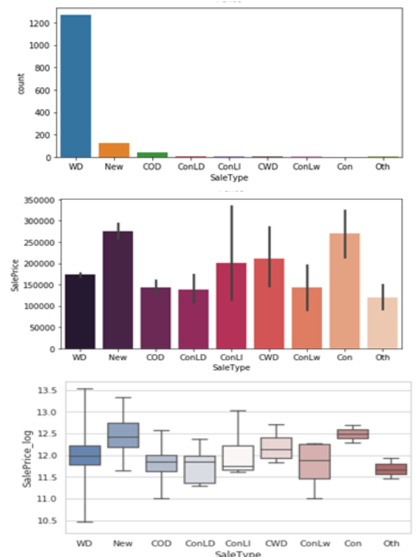 1200
1000
800
600
400
200
0
count
WD New COD ConLD ConLI CWD ConLw Con Oth
SaleType
350000
300000
250000
200000
150000
100000
50000
0
SalePrice
WD New COD ConLD ConLI CWD ConLw Con Oth
SaleType
13.5
13.0
12.5
12.0
11.5
11.0
10.5
SalePrice_log
WD New COD ConLD ConLI CWD ConLw Con Oth
SaleType